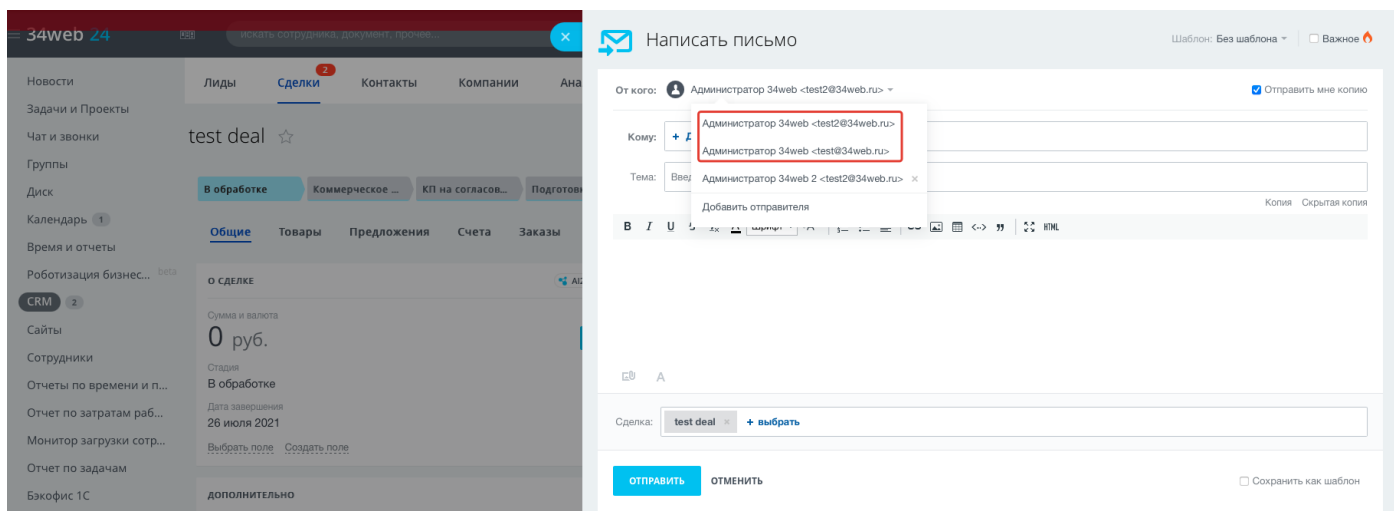 34web 24
искать сотрудника, документ, прочее...
Новости
Задачи и Проекты
Чат и звонки
Группы
Диск
Календарь 1
Время и отчеты
Роботизация бизнес... beta
CRM 2
Сайты
Сотрудники
Отчеты по времени и п...
Отчет по затратам раб...
Монитор загрузки сотр...
Отчет по задачам
Бэкофис 1С
Лиды Сделки 2 Контакты Компании Ана
test deal
В обработке Коммерческое ... КП на согласов... Подготовк
Общие Товары Предложения Счета Заказы
О СДЕЛКЕ
Сумма и валюта
0 руб.
Стадия
В обработке
Дата завершения
26 июля 2021
Выбрать поле Создать поле
ДОПОЛНИТЕЛЬНО
Написать письмо
Шаблон: Без шаблона Важное
От кого: Администратор 34web <test2@34web.ru>
Отправить мне копию
Администратор 34web <test2@34web.ru>
Администратор 34web <test@34web.ru>
Администратор 34web 2 <test2@34web.ru> ×
Добавить отправителя
Кому: + Д
Тема: Введ
Копия Скрытая копия
B I U HTML
Сделка: test deal × + выбрать
ОТПРАВИТЬ ОТМЕНИТЬ
Сохранить как шаблон